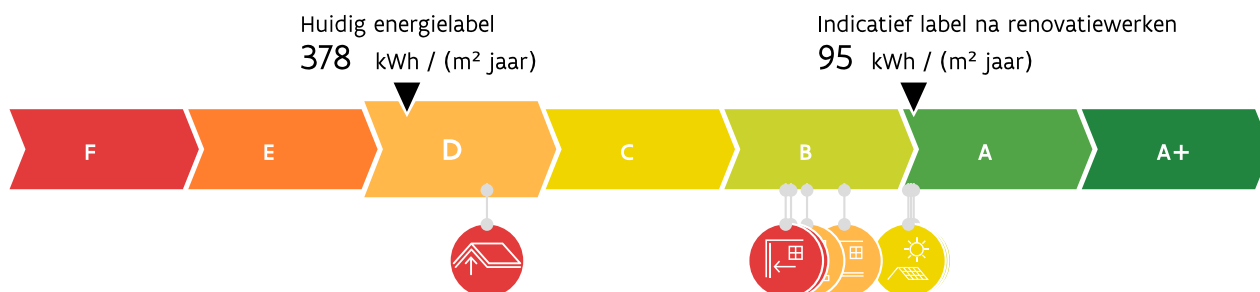 Huidig energielabel
378 kWh / (m² jaar)
Indicatief label na renovatiewerken
95 kWh / (m² jaar)
F E D C B A A+